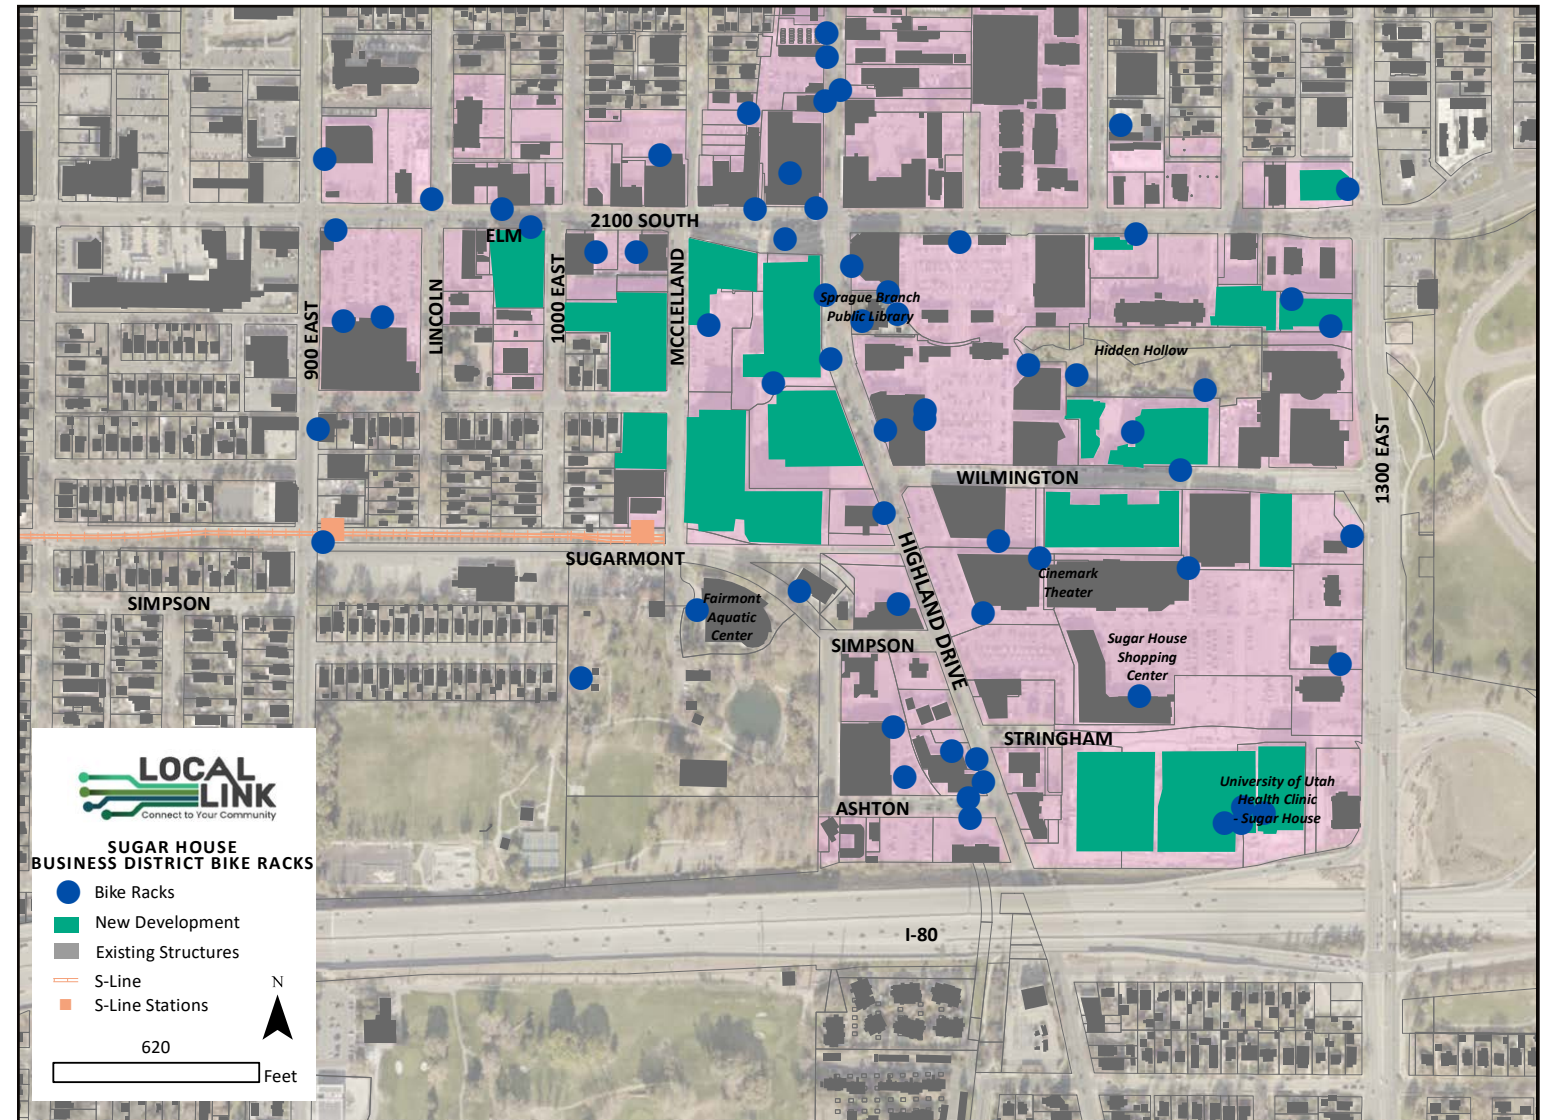 2100 SOUTH
ELM
900 EAST
LINCOLN
1000 EAST
MCCLELLAND
Sprague Branch
Public Library
Hidden Hollow
1300 EAST
WILMINGTON
SUGARMONT
HIGHLAND DRIVE
Cinemark
Theater
SIMPSON
Fairmont
Aquatic
Center
SIMPSON
Sugar House
Shopping
Center
STRINGHAM
University of Utah
Health Clinic
- Sugar House
ASHTON
I-80
LOCAL
LINK
Connect to Your Community
SUGAR HOUSE
BUSINESS DISTRICT BIKE RACKS
Bike Racks
New Development
Existing Structures
S-Line
S-Line Stations
N
620
Feet